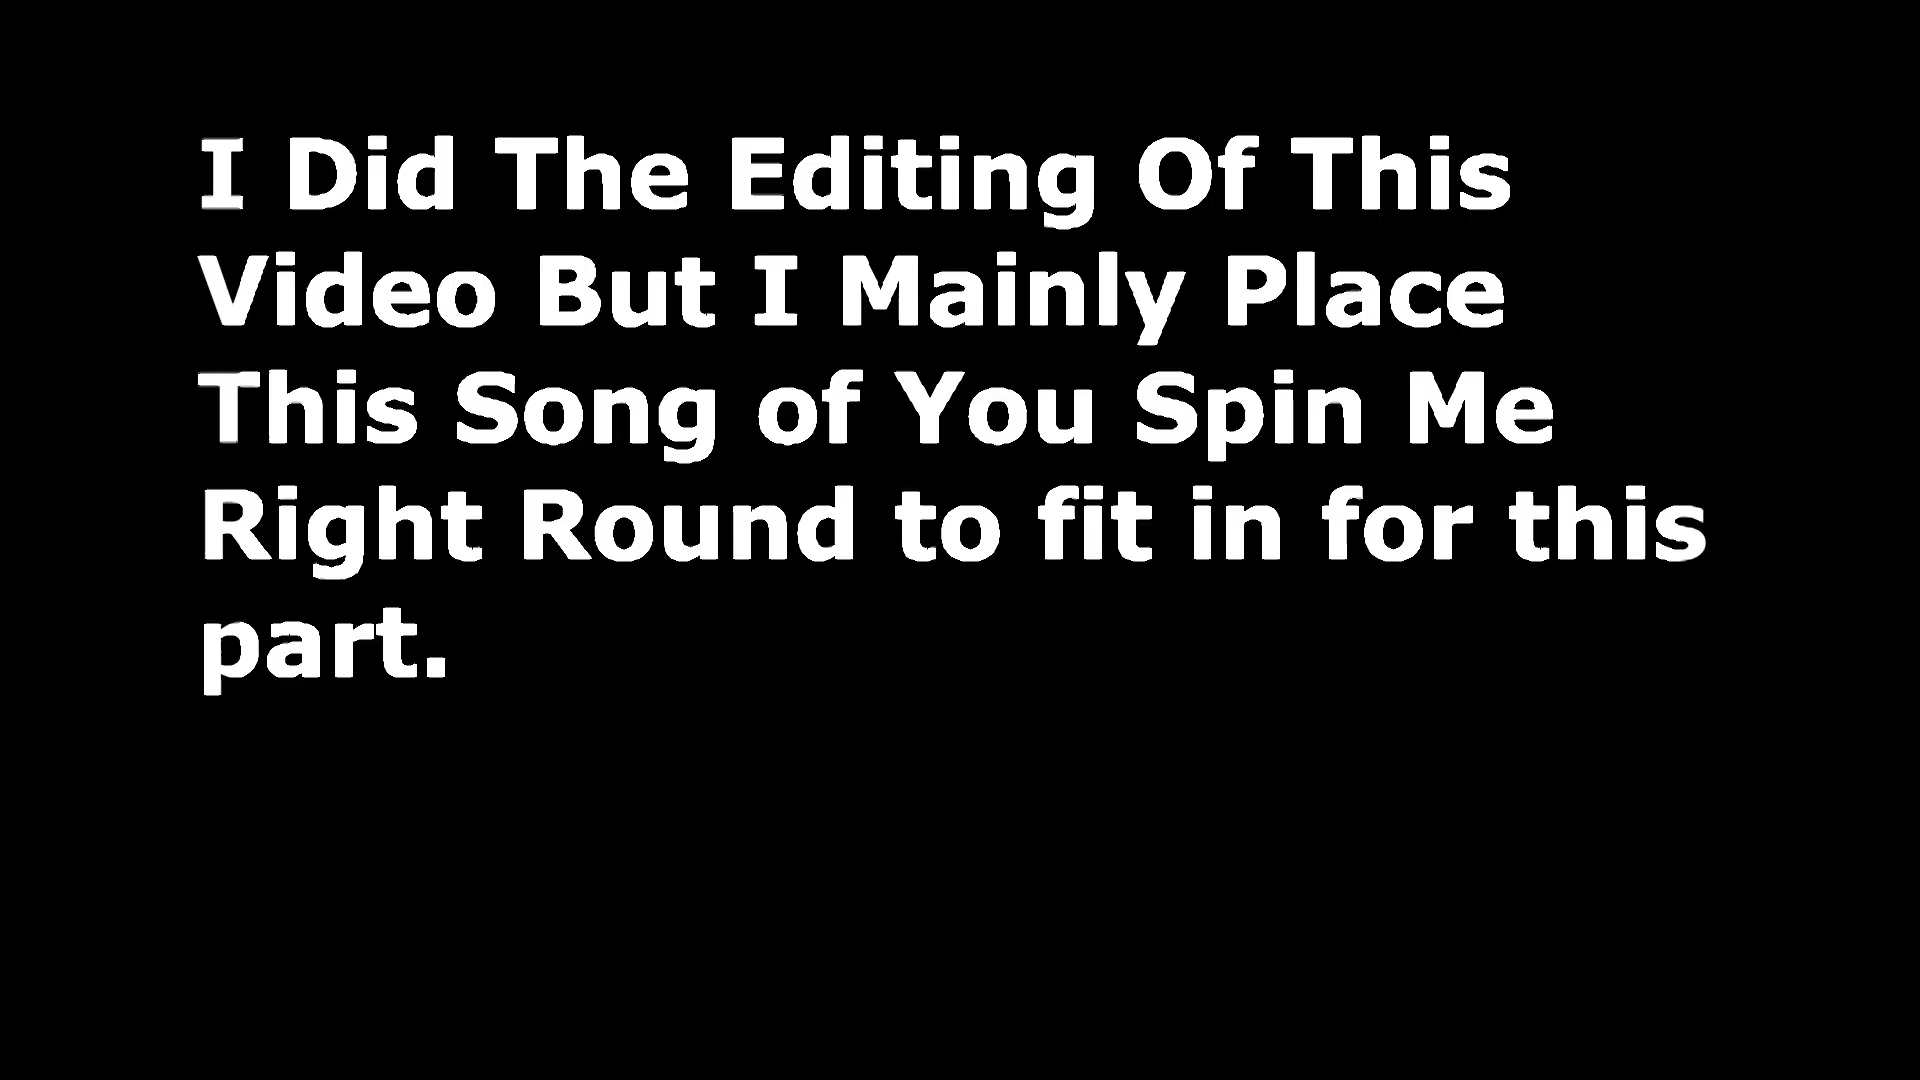 I Did The Editing Of This
Video But I Mainly Place
This Song of You Spin Me
Right Round to fit in for this
part.